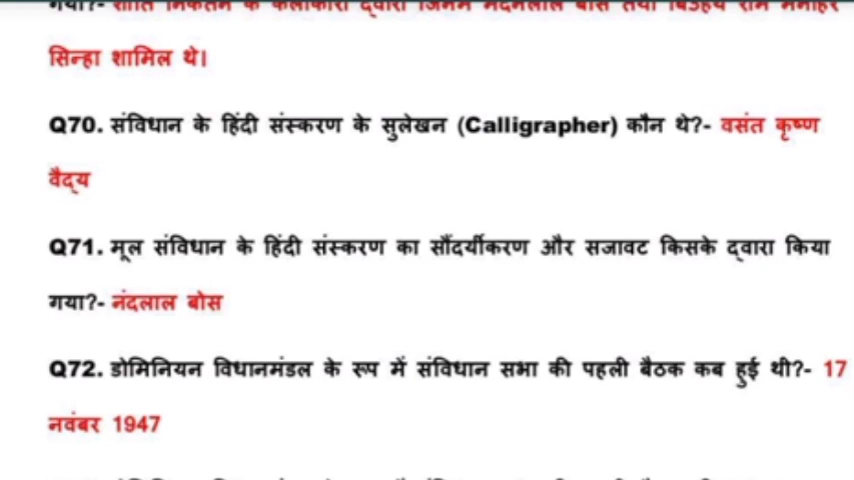 सिन्हा शामिल थे।
Q70. संविधान के हिंदी संस्करण के सुलेखन (Calligrapher) कौन थे?- वसंत कृष्ण
वैद्य
Q71. मूल संविधान के हिंदी संस्करण का सौंदर्यीकरण और सजावट किसके द्वारा किया
गया?- नंदलाल बोस
Q72. डोमिनियन विधानमंडल के रूप में संविधान सभा की पहली बैठक कब हुई थी?- 17
नवंबर 1947